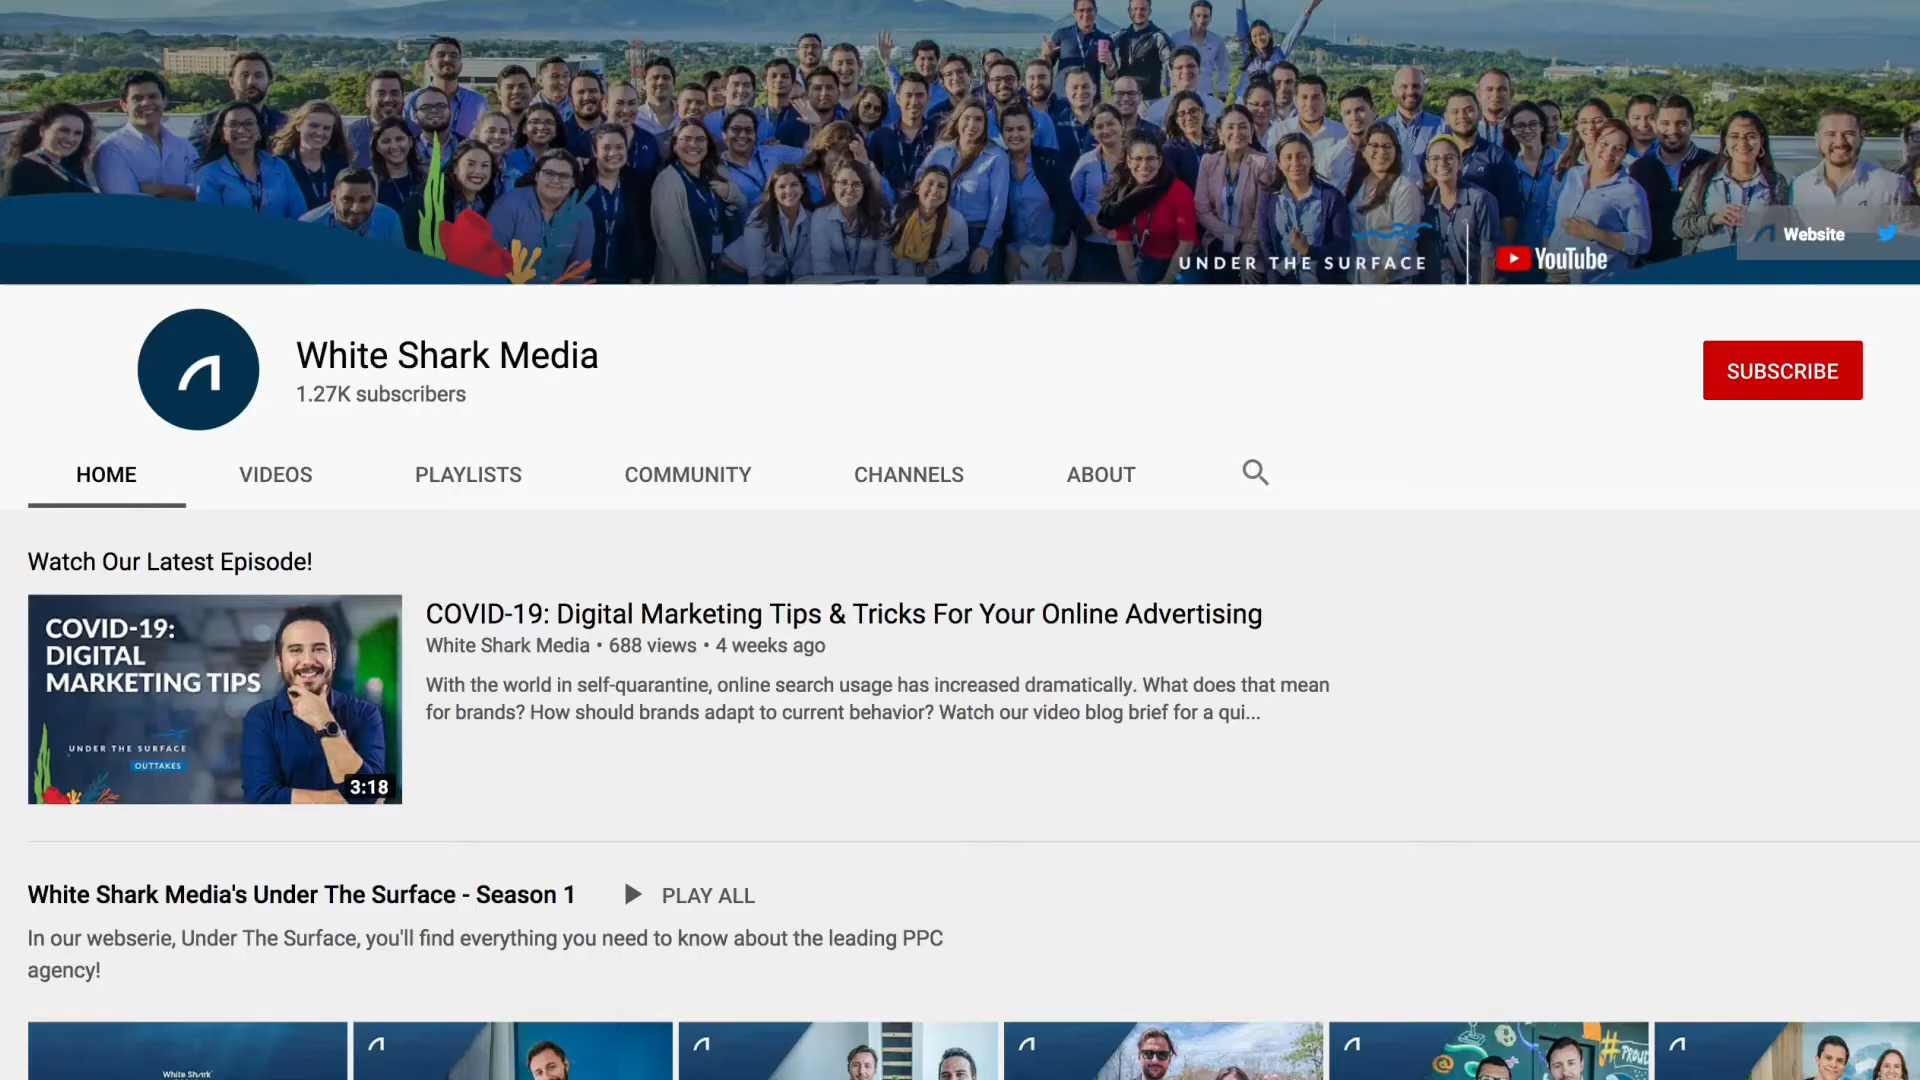 UNDER THE SURFACE
YouTube
Website
White Shark Media
1.27K subscribers
SUBSCRIBE
HOME
VIDEOS
PLAYLISTS
COMMUNITY
CHANNELS
ABOUT
Watch Our Latest Episode!
COVID-19:
DIGITAL
MARKETING TIPS
UNDER THE SURFACE
OUTTAKES
3:18
COVID-19: Digital Marketing Tips & Tricks For Your Online Advertising
White Shark Media • 688 views • 4 weeks ago
With the world in self-quarantine, online search usage has increased dramatically. What does that mean
for brands? How should brands adapt to current behavior? Watch our video blog brief for a qui...
White Shark Media's Under The Surface - Season 1
PLAY ALL
In our webserie, Under The Surface, you'll find everything you need to know about the leading PPC
agency!
White Shark
@
#PROUD